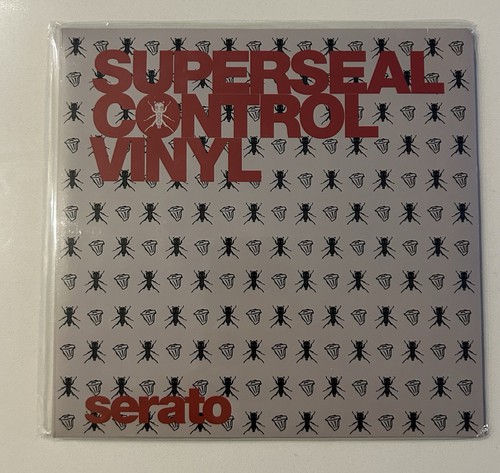 SUPERSEAL
CONTROL
VINYL
serato